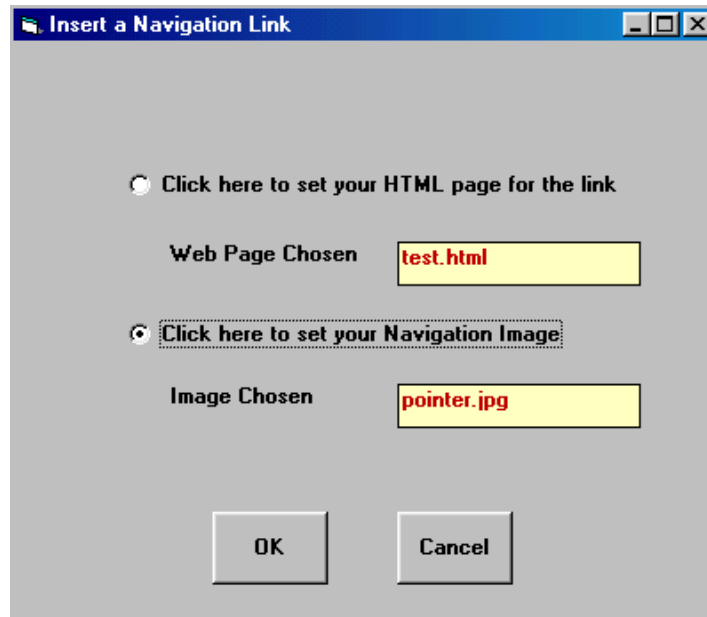 Insert a Navigation Link
Click here to set your HTML page for the link
Web Page Chosen test.html
Click here to set your Navigation Image
Image Chosen pointer.jpg
OK Cancel